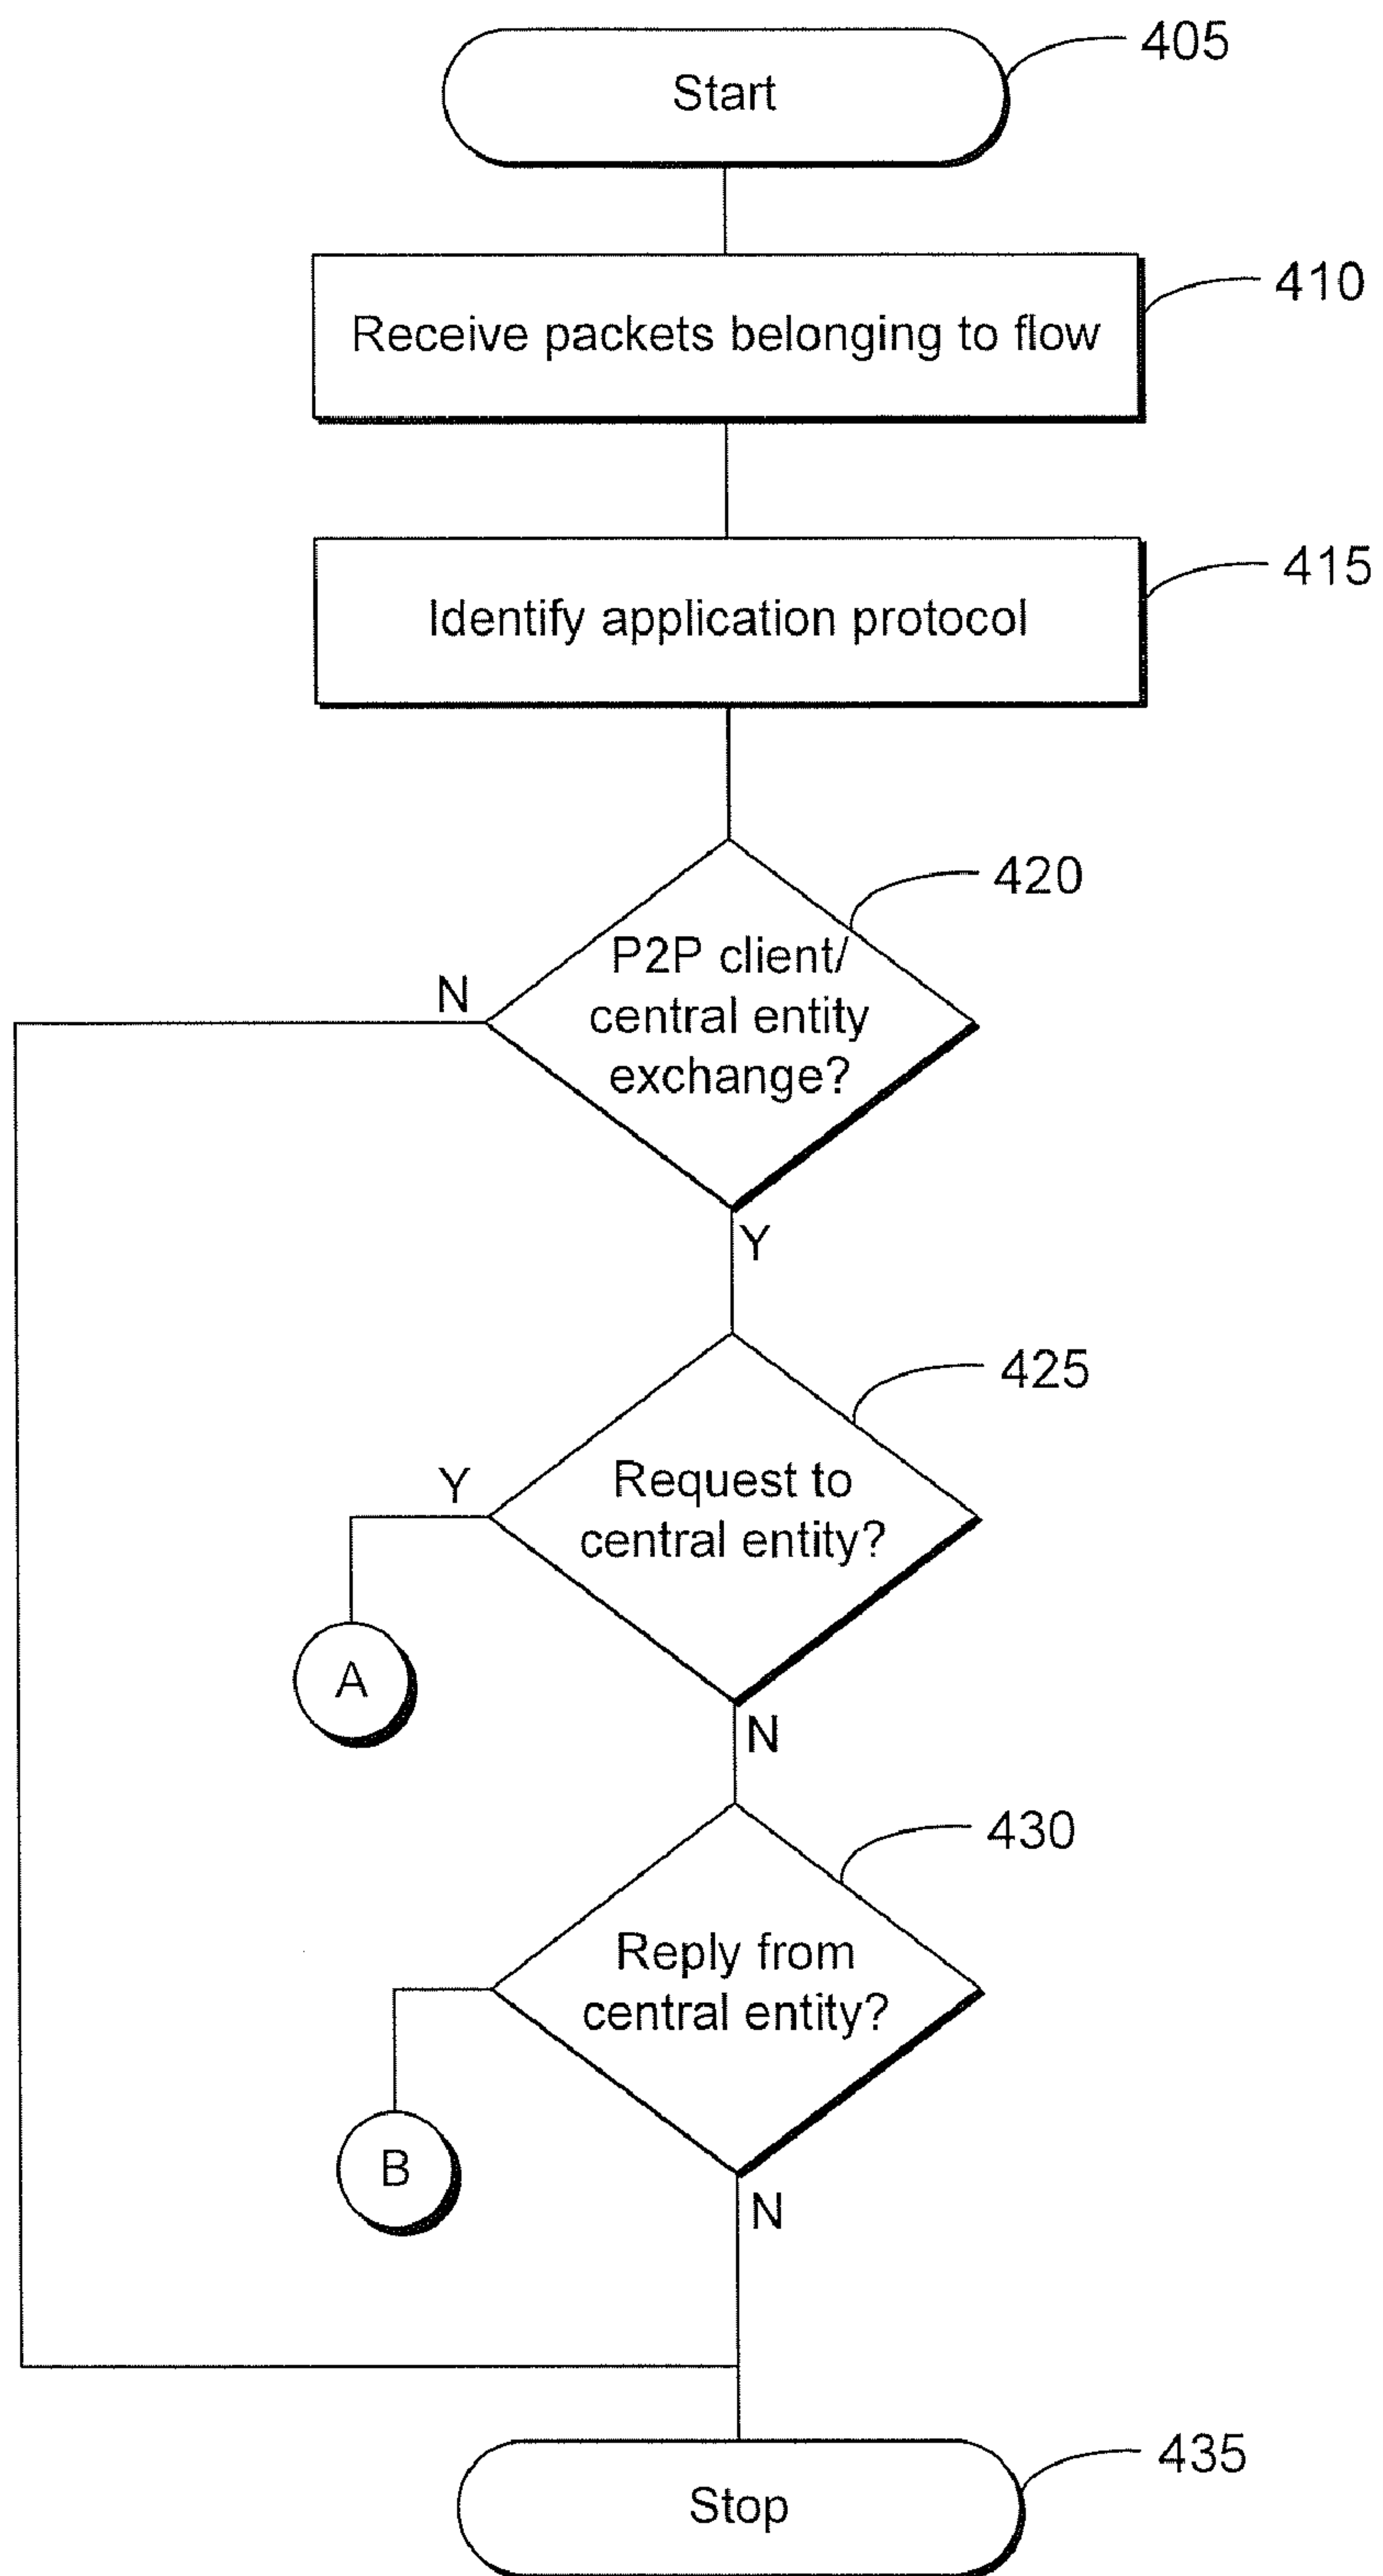 Start
405
Receive packets belonging to flow
410
Identify application protocol
415
420
P2P client/
central entity
exchange?
N
Y
425
Request to
central entity?
Y
A
N
430
Reply from
central entity?
B
N
Stop
435